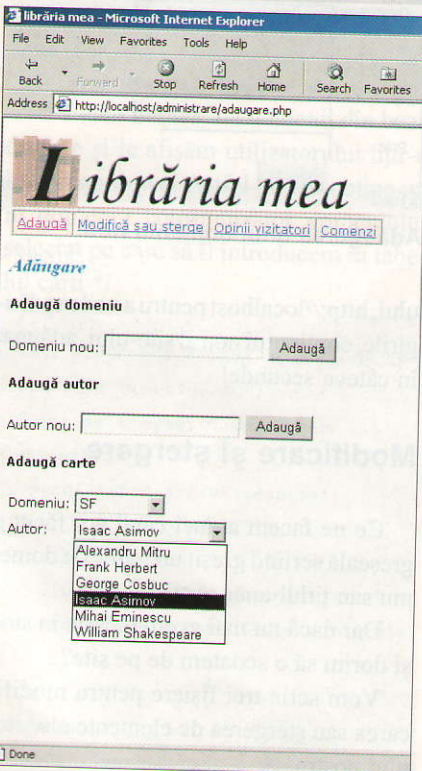 librăria mea - Microsoft Internet Explorer
File Edit View Favorites Tools Help
Back Forward Stop Refresh Home Search Favorites
Address http://localhost/administrare/adaugare.php
Librăria mea
Adaugă Modifică sau sterge Opinii vizitatori Comenzi
Adăugare
Adaugă domeniu
Domeniu nou: Adaugă
Adaugă autor
Autor nou: Adaugă
Adaugă carte
Domeniu: SF
Autor: Isaac Asimov
Alexandru Mitru
Frank Herbert
George Cosbuc
Isaac Asimov
Mihai Eminescu
William Shakespeare
Done